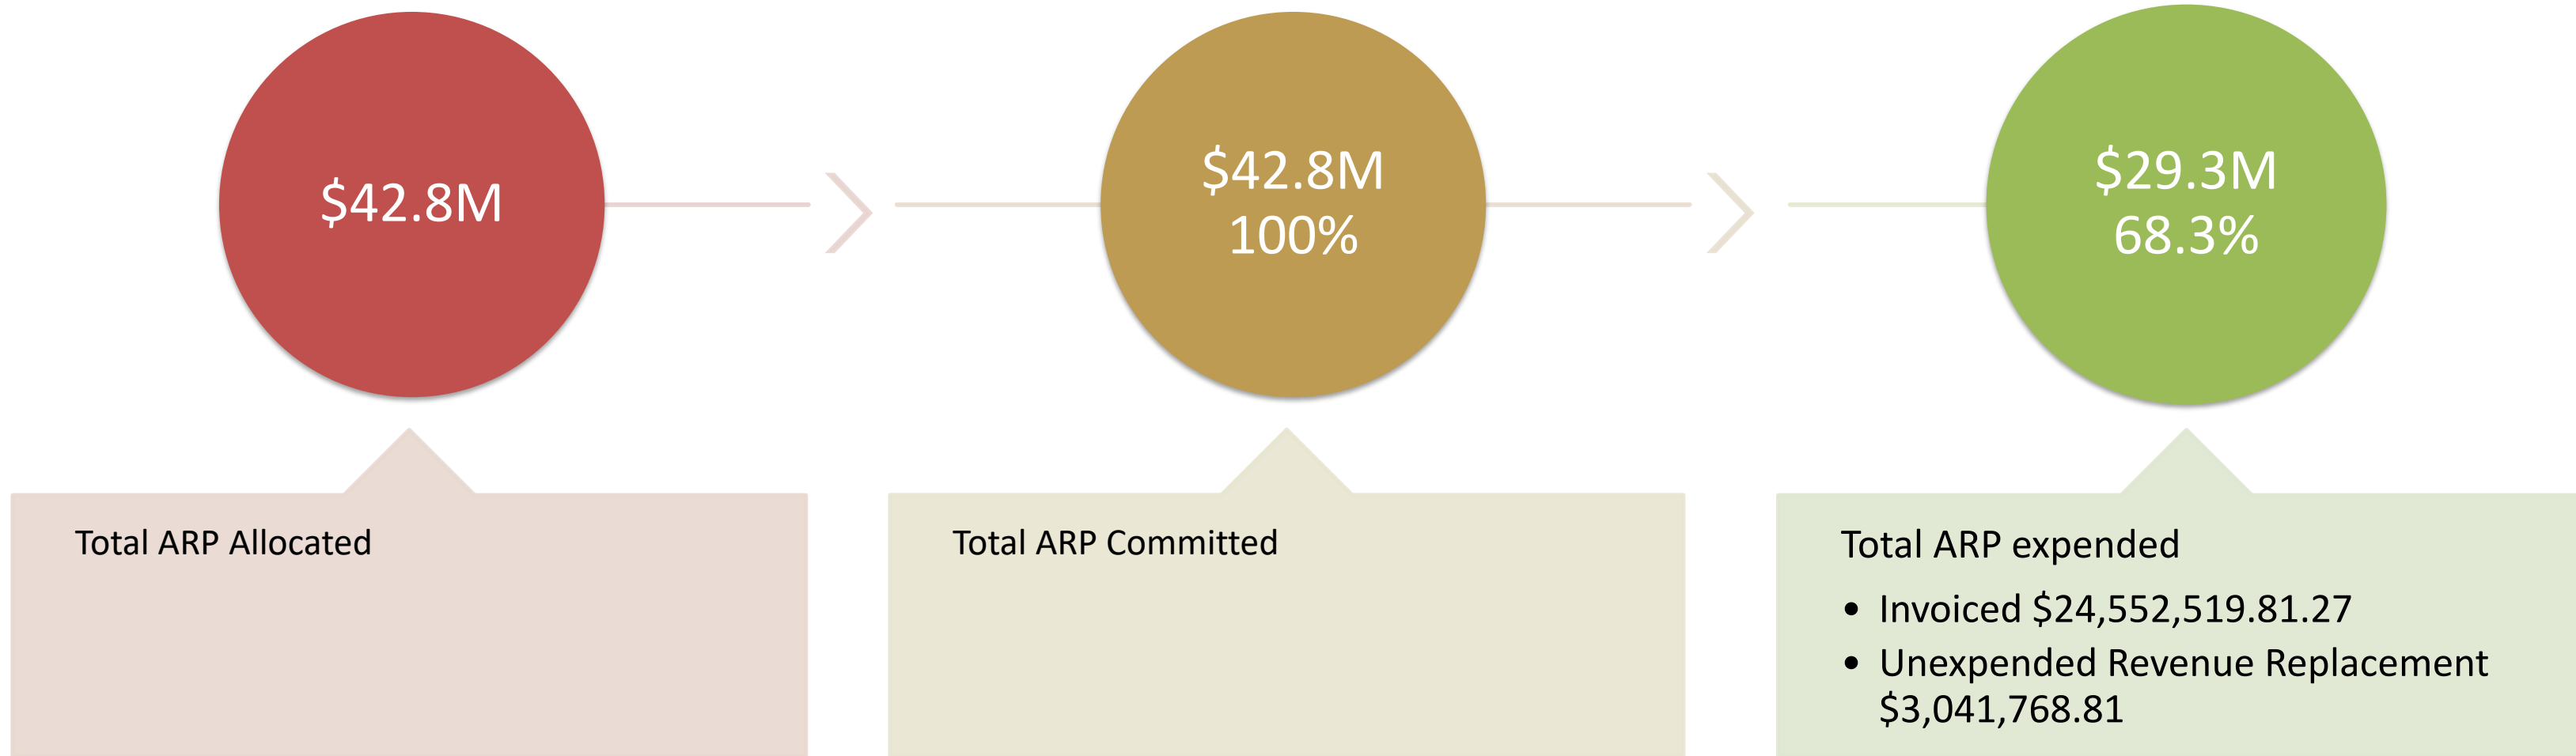 $42.8M
$42.8M
100%
$29.3M
68.3%
Total ARP Allocated
Total ARP Committed
Total ARP expended
• Invoiced $24,552,519.81.27
• Unexpended Revenue Replacement
$3,041,768.81